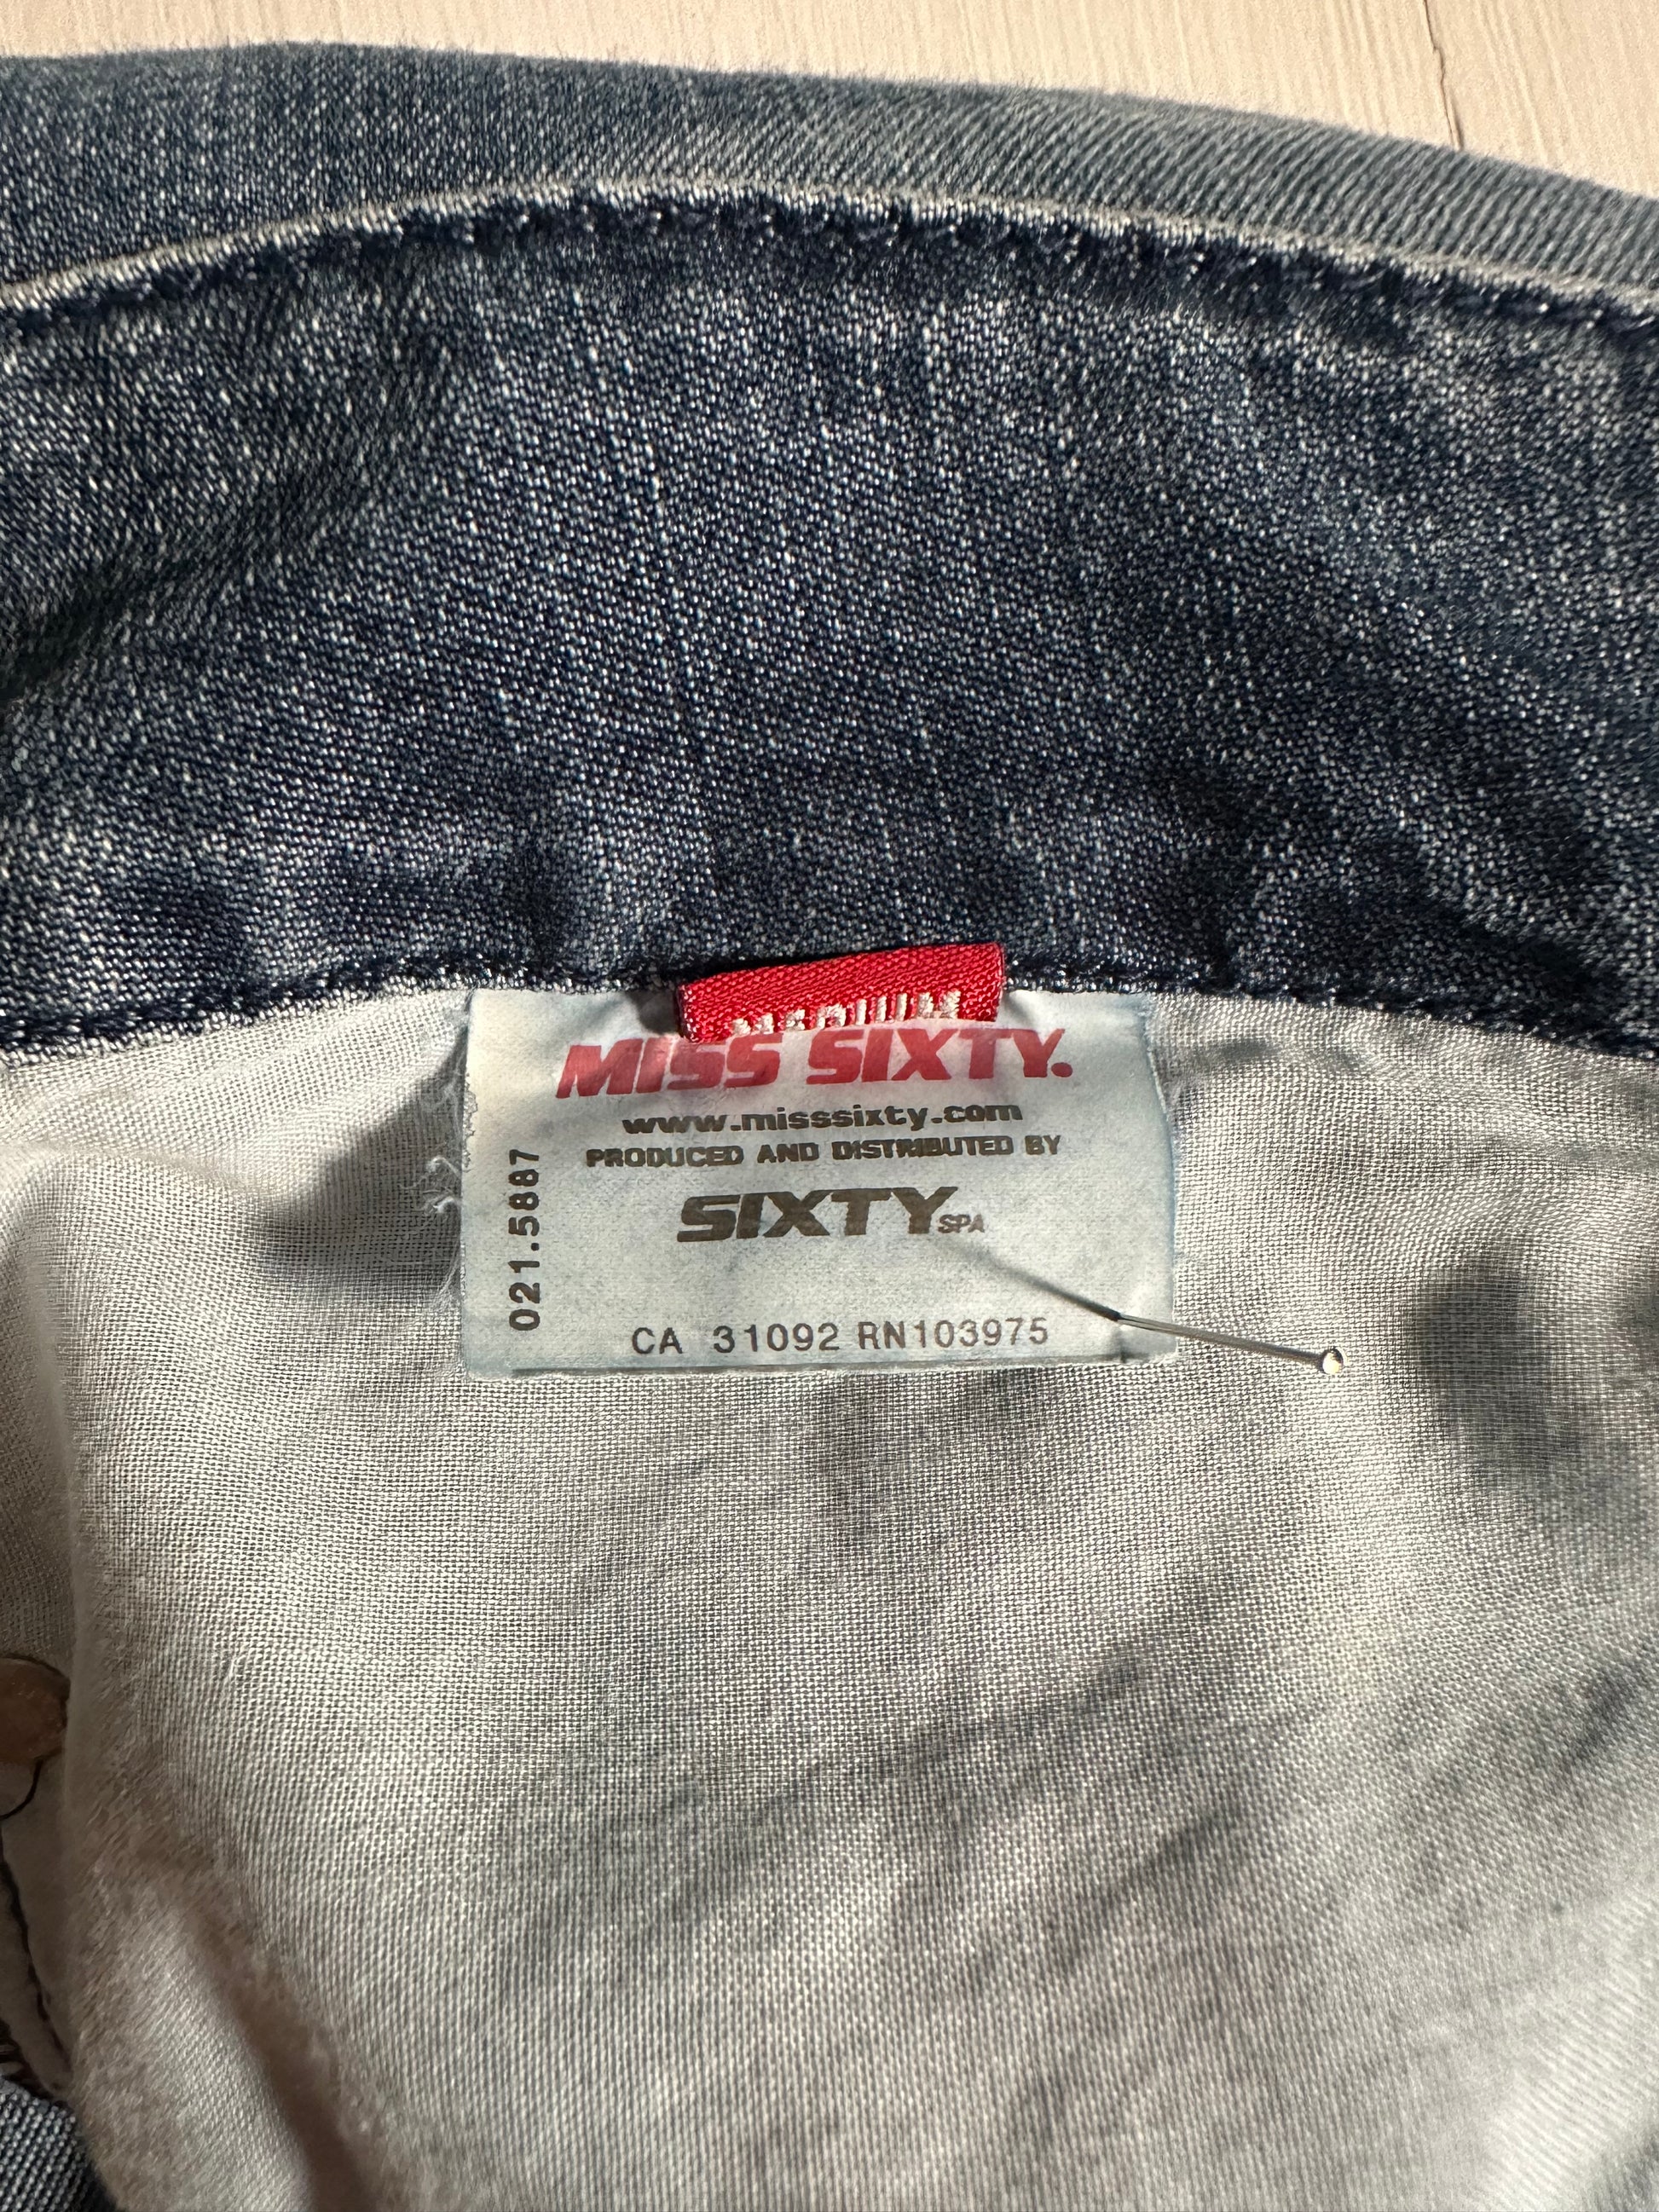 MEDIUM
MISS SIXTY.
www.misssixty.com
PRODUCED AND DISTRIBUTED BY
SIXTY SPA
021.5887
CA 31092 RN103975